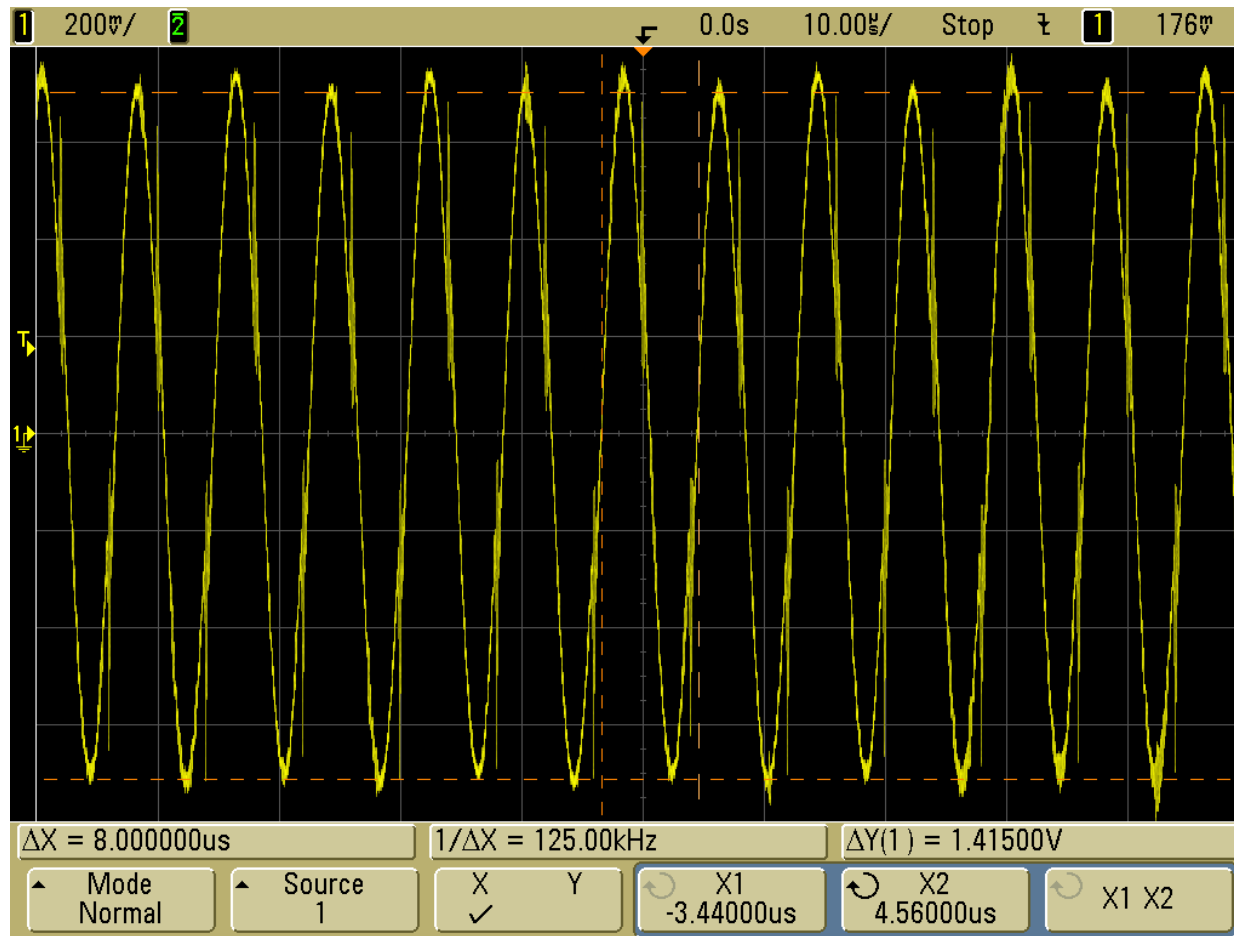 1 200mV/ 2 0.0s 10.00us/ Stop 1 176mV
T
1
ΔX = 8.000000us 1/ΔX = 125.00kHz ΔY(1) = 1.41500V
Mode Source X Y X1 X2 X1 X2
Normal 1 ✓ -3.44000us 4.56000us